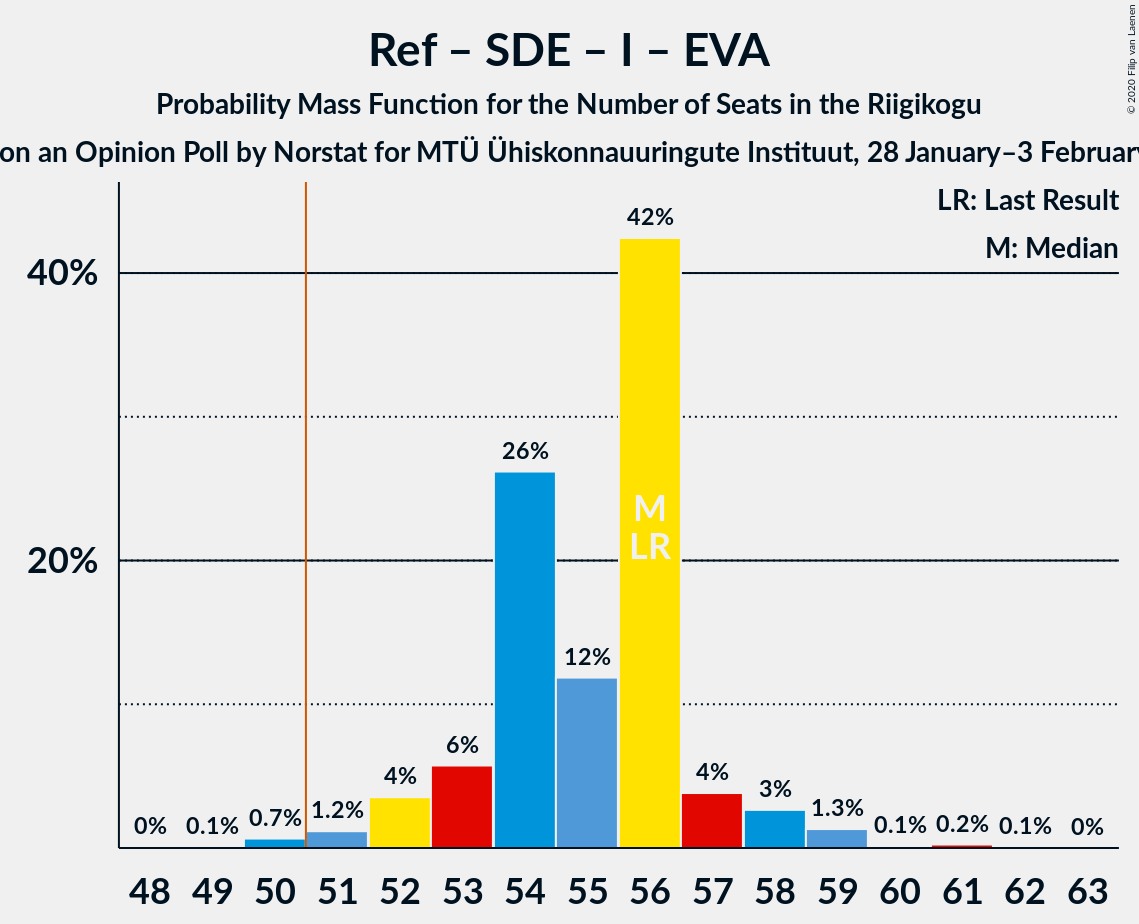 Ref – SDE – I – EVA
Probability Mass Function for the Number of Seats in the Riigikogu
on an Opinion Poll by Norstat for MTÜ Ühiskonnauuringute Instituut, 28 January–3 February
© 2020 Filip van Laenen
LR: Last Result
M: Median
40%
20%
0% 0.1% 0.7% 1.2% 4% 6% 26% 12% 42% 4% 3% 1.3% 0.1% 0.2% 0.1% 0%
M
LR
48 49 50 51 52 53 54 55 56 57 58 59 60 61 62 63